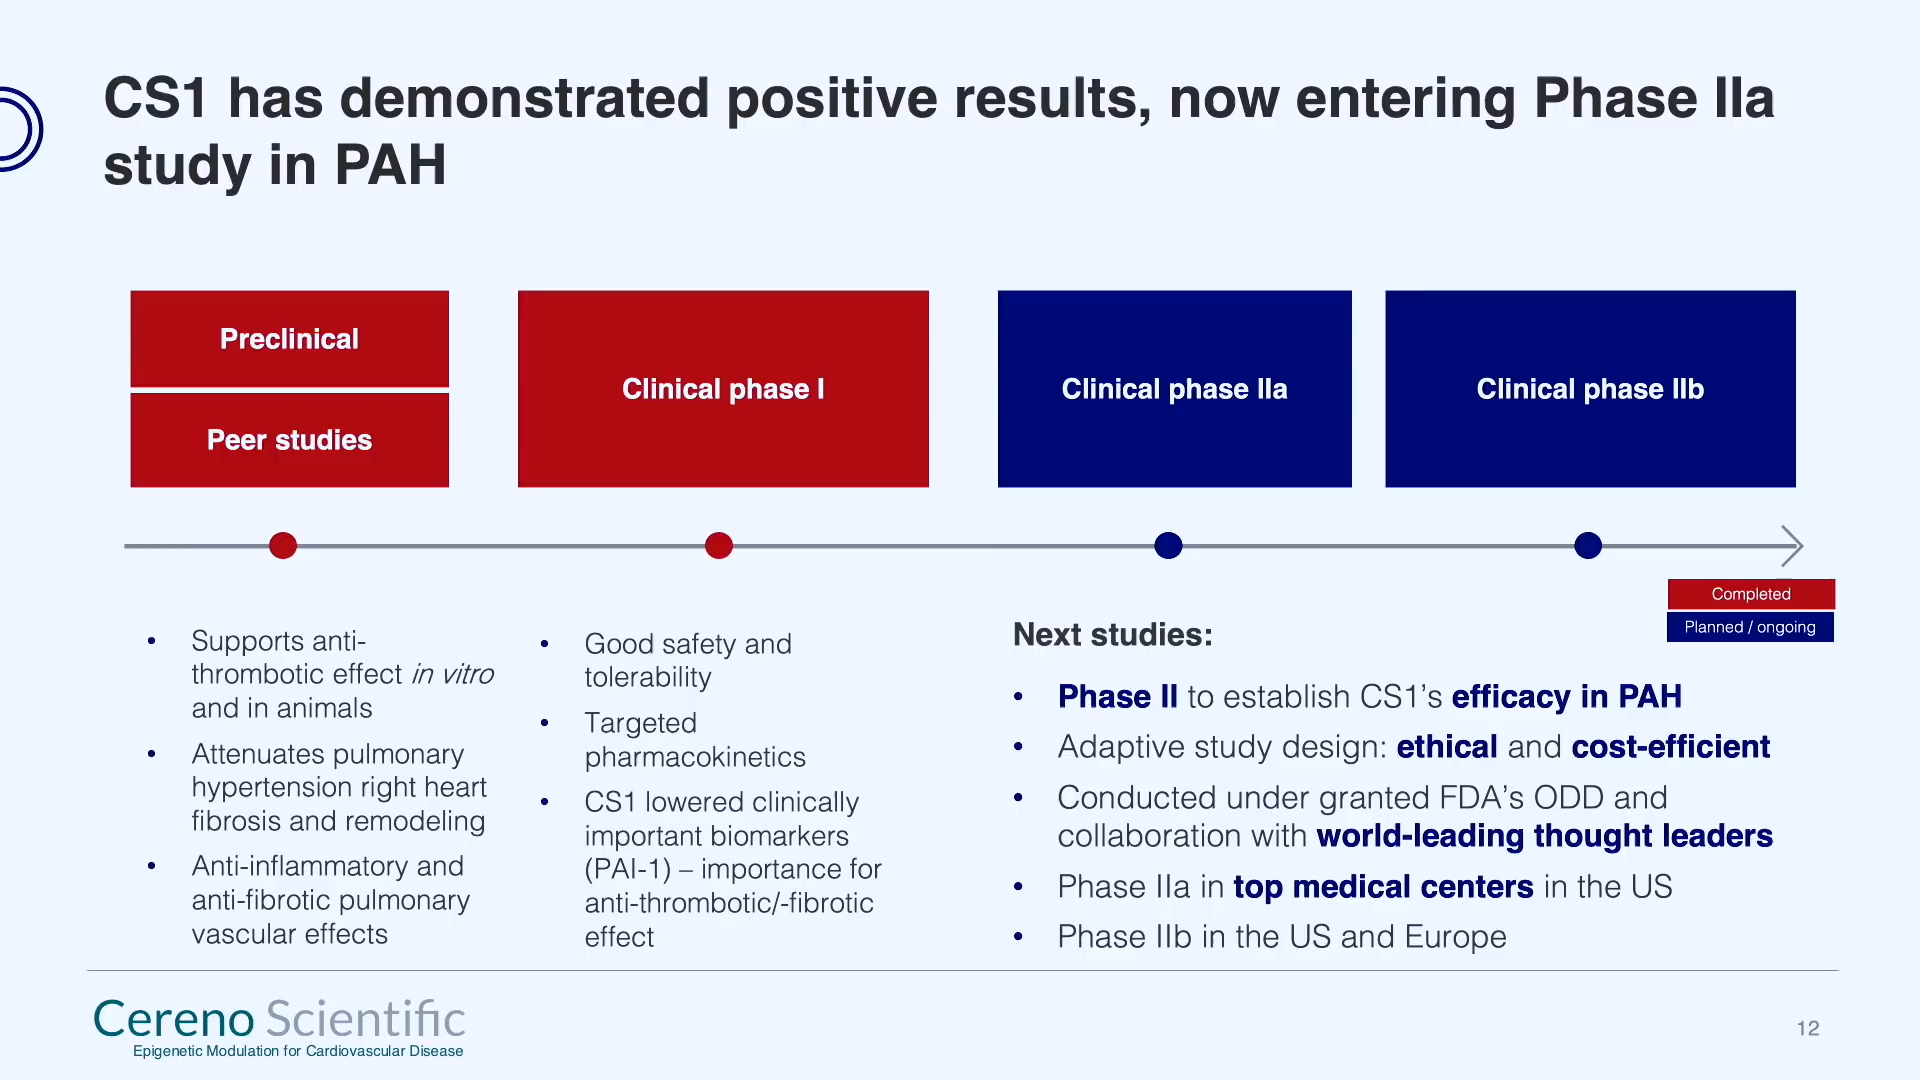 CS1 has demonstrated positive results, now entering Phase IIa
study in PAH
Preclinical
Peer studies
Clinical phase I
Clinical phase IIa
Clinical phase IIb
Completed
Planned / ongoing
• Supports anti-
thrombotic effect in vitro
and in animals
• Attenuates pulmonary
hypertension right heart
fibrosis and remodeling
• Anti-inflammatory and
anti-fibrotic pulmonary
vascular effects
• Good safety and
tolerability
• Targeted
pharmacokinetics
• CS1 lowered clinically
important biomarkers
(PAI-1) – importance for
anti-thrombotic/-fibrotic
effect
Next studies:
• Phase II to establish CS1’s efficacy in PAH
• Adaptive study design: ethical and cost-efficient
• Conducted under granted FDA’s ODD and
collaboration with world-leading thought leaders
• Phase IIa in top medical centers in the US
• Phase IIb in the US and Europe
Cereno Scientific
Epigenetic Modulation for Cardiovascular Disease
12